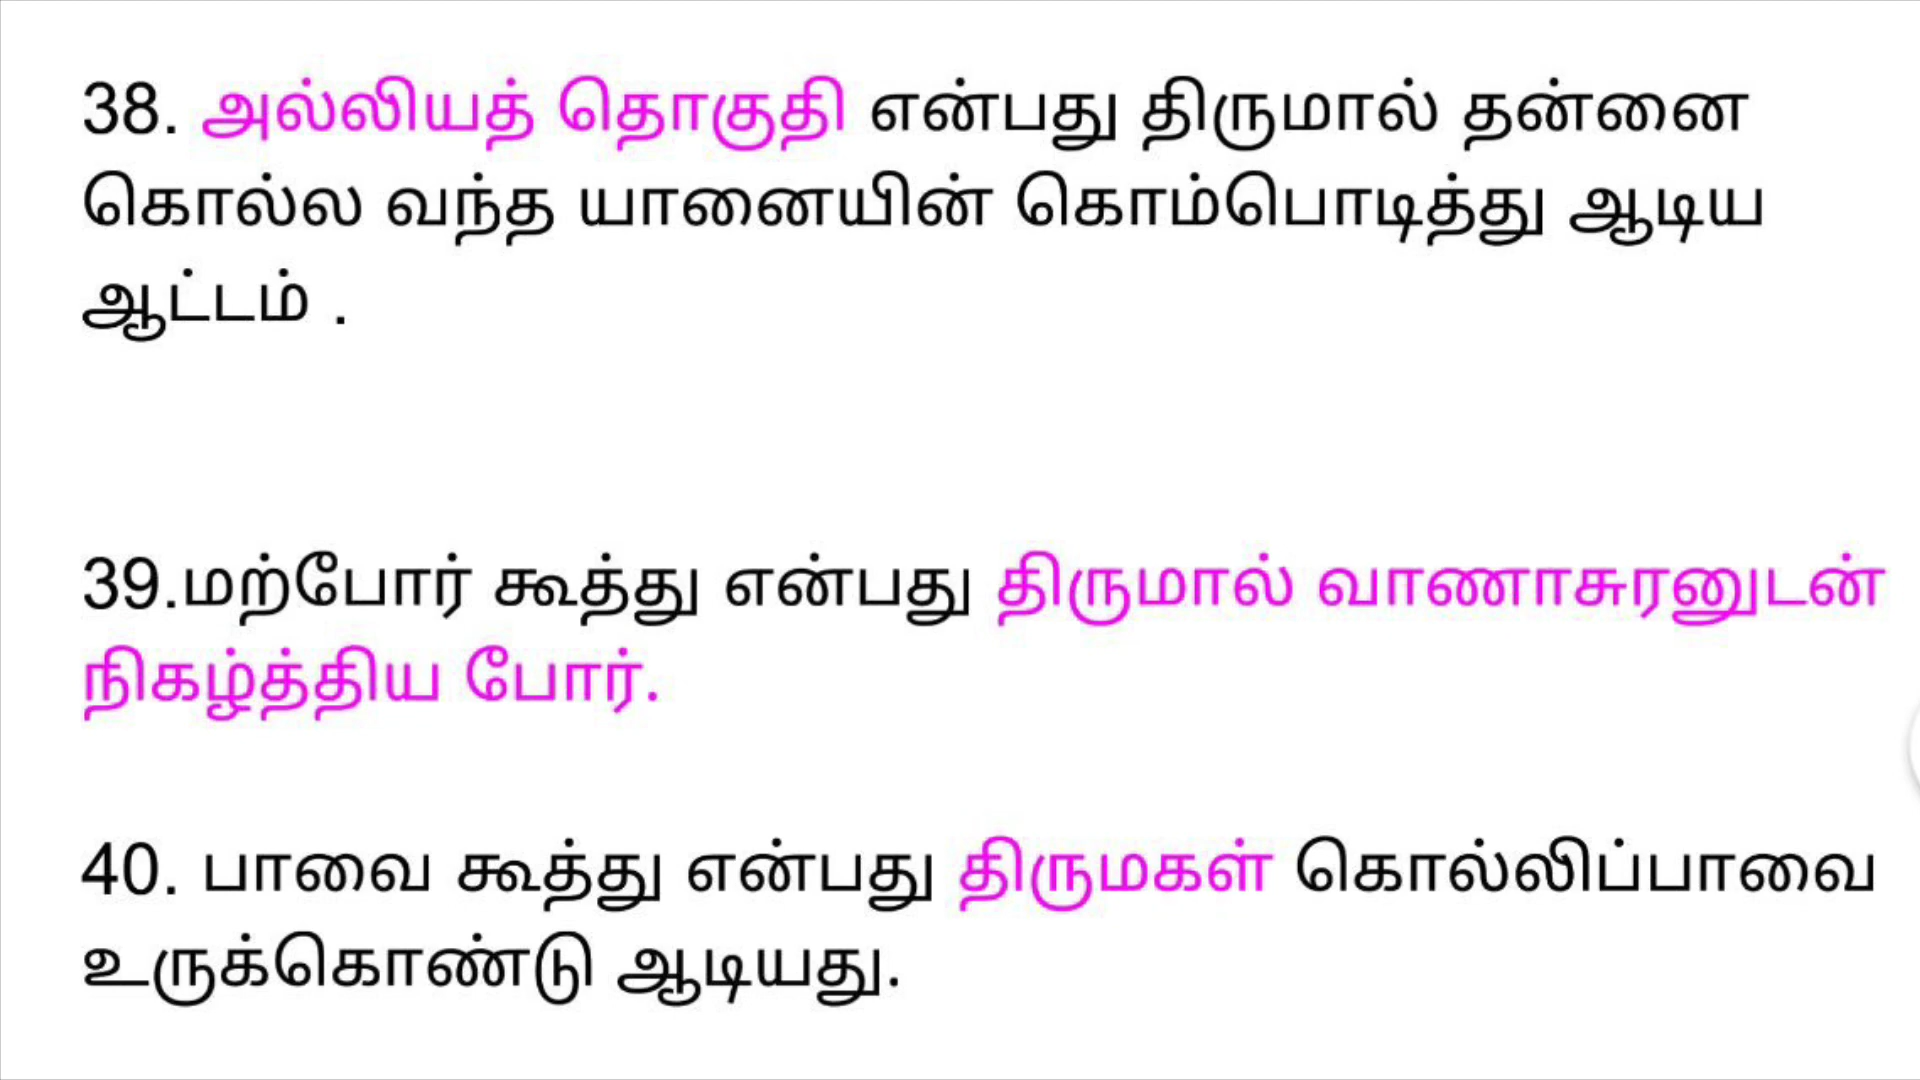 38. அல்லியத் தொகுதி என்பது திருமால் தன்னை
கொல்ல வந்த யானையின் கொம்பொடித்து ஆடிய
ஆட்டம் .
39.மற்போர் கூத்து என்பது திருமால் வாணாசுரனுடன்
நிகழ்த்திய போர்.
40. பாவை கூத்து என்பது திருமகள் கொல்லிப்பாவை
உருக்கொண்டு ஆடியது.